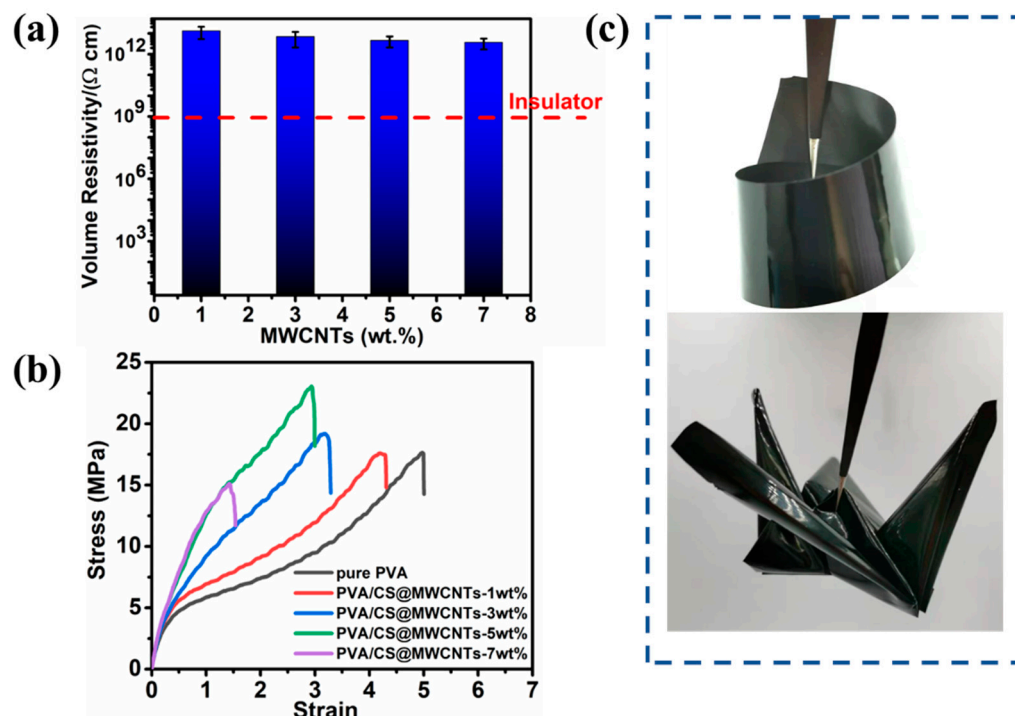 (a)
Volume Resistivity/(Ω cm)
10¹²
10⁹
10⁶
10³
Insulator
0 1 2 3 4 5 6 7 8
MWCNTs (wt.%)
(b)
Stress (MPa)
25
20
15
10
5
0
pure PVA
PVA/CS@MWCNTs-1wt%
PVA/CS@MWCNTs-3wt%
PVA/CS@MWCNTs-5wt%
PVA/CS@MWCNTs-7wt%
0 1 2 3 4 5 6 7
Strain
(c)